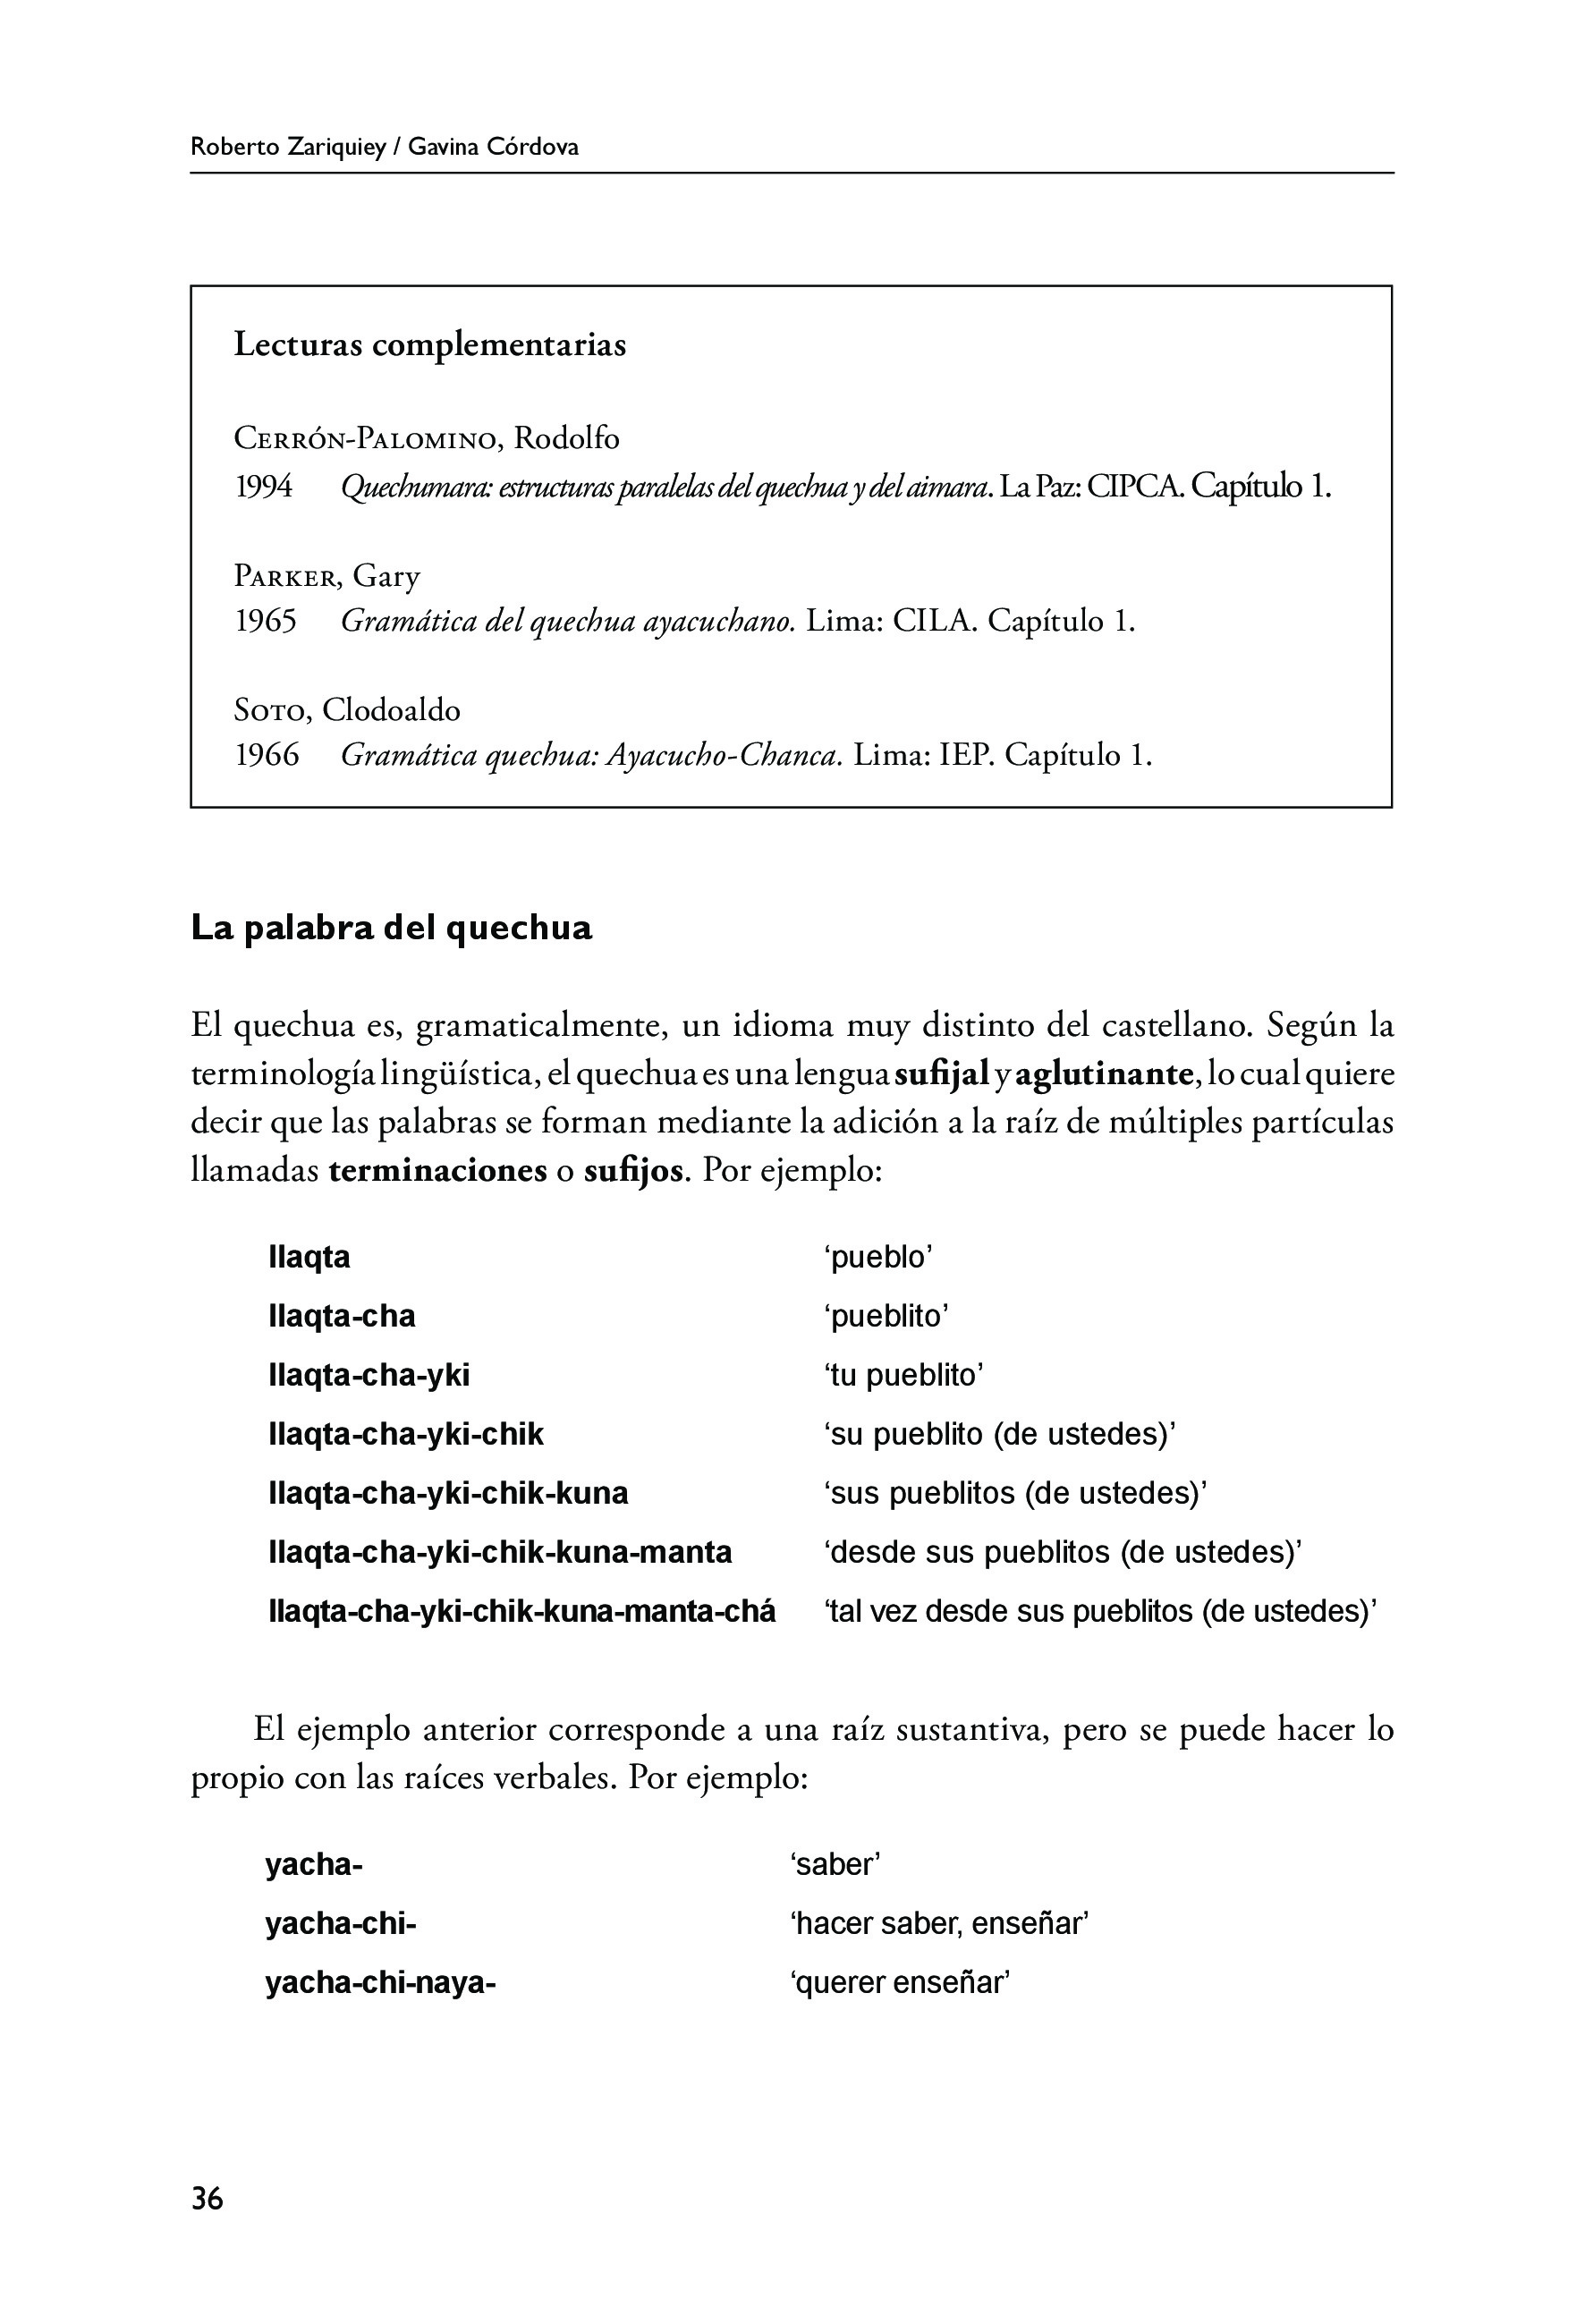 Roberto Zariquiey / Gavina Córdova
Lecturas complementarias
Cerrón-Palomino, Rodolfo
1994 Quechumara: estructuras paralelas del quechua y del aimara. La Paz: CIPCA. Capítulo 1.
Parker, Gary
1965 Gramática del quechua ayacuchano. Lima: CILA. Capítulo 1.
Soto, Clodoaldo
1966 Gramática quechua: Ayacucho-Chanca. Lima: IEP. Capítulo 1.
La palabra del quechua
El quechua es, gramaticalmente, un idioma muy distinto del castellano. Según la
terminología lingüística, el quechua es una lengua sufijal y aglutinante, lo cual quiere
decir que las palabras se forman mediante la adición a la raíz de múltiples partículas
llamadas terminaciones o sufijos. Por ejemplo:
llaqta ‘pueblo’
llaqta-cha ‘pueblito’
llaqta-cha-yki ‘tu pueblito’
llaqta-cha-yki-chik ‘su pueblito (de ustedes)’
llaqta-cha-yki-chik-kuna ‘sus pueblitos (de ustedes)’
llaqta-cha-yki-chik-kuna-manta ‘desde sus pueblitos (de ustedes)’
llaqta-cha-yki-chik-kuna-manta-chá ‘tal vez desde sus pueblitos (de ustedes)’
El ejemplo anterior corresponde a una raíz sustantiva, pero se puede hacer lo
propio con las raíces verbales. Por ejemplo:
yacha- ‘saber’
yacha-chi- ‘hacer saber, enseñar’
yacha-chi-naya- ‘querer enseñar’
36